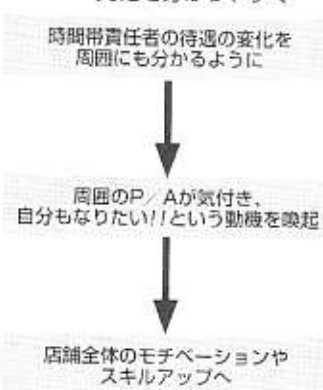 時間帯責任者の待遇の変化を
周囲にも分かるように
周囲のP/Aが気付き、
自分もなりたい!!という動機を喚起
店舗全体のモチベーションや
スキルアップへ